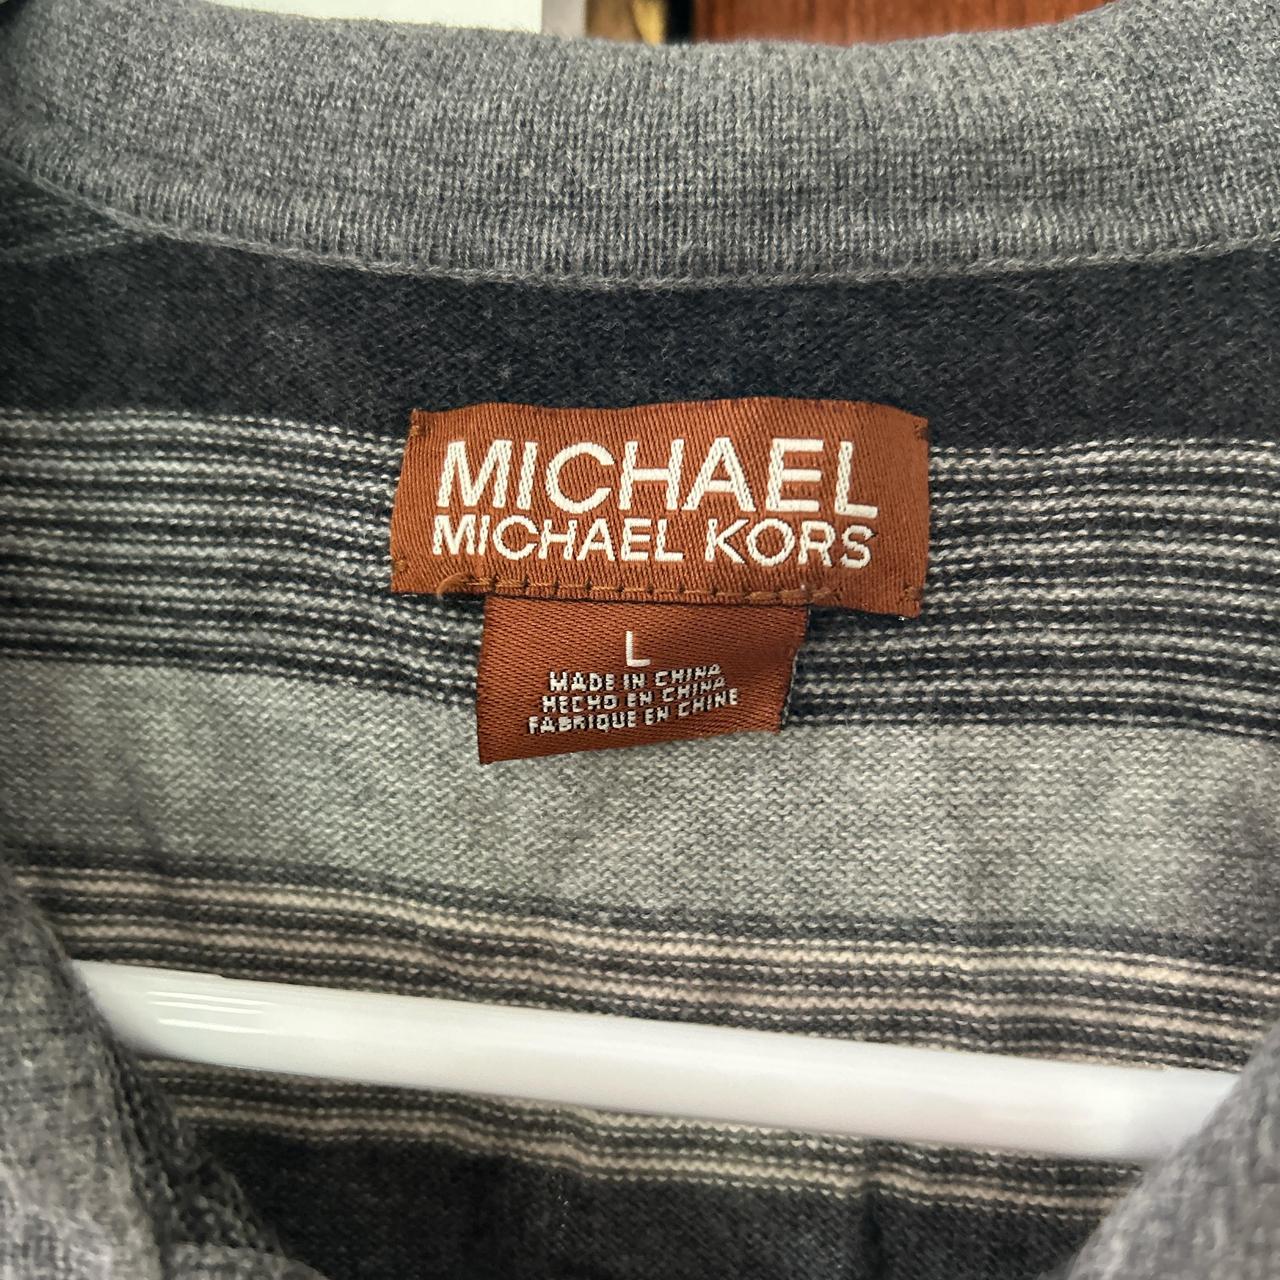 MICHAEL
MICHAEL KORS
L
MADE IN CHINA
HECHO EN CHINA
FABRIQUE EN CHINE